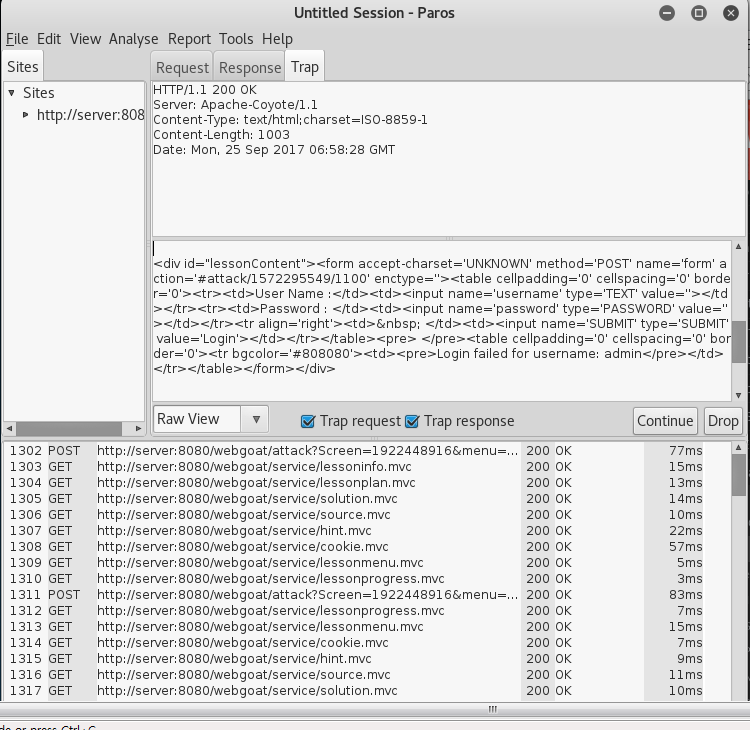 Untitled Session - Paros
File Edit View Analyse Report Tools Help
Sites
Request Response Trap
Sites
http://server:808
HTTP/1.1 200 OK
Server: Apache-Coyote/1.1
Content-Type: text/html;charset=ISO-8859-1
Content-Length: 1003
Date: Mon, 25 Sep 2017 06:58:28 GMT
<div id="lessonContent"><form accept-charset='UNKNOWN' method='POST' name='form' a
ction='#attack/1572295549/1100' enctype=''><table cellpadding='0' cellspacing='0' borde
r='0'><tr><td>User Name :</td><td><input name='username' type='TEXT' value=''></td
></tr><tr><td>Password : </td><td><input name='password' type='PASSWORD' value=''
></td></tr><tr align='right'><td>&nbsp; </td><td><input name='SUBMIT' type='SUBMIT'
value='Login'></td></tr></table><pre> </pre><table cellpadding='0' cellspacing='0' bor
der='0'><tr bgcolor='#808080'><td><pre>Login failed for username: admin</pre></td>
</tr></table></form></div>
Raw View Trap request Trap response Continue Drop
1302 POST http://server:8080/webgoat/attack?Screen=1922448916&menu=... 200 OK 77ms
1303 GET http://server:8080/webgoat/service/lessoninfo.mvc 200 OK 15ms
1304 GET http://server:8080/webgoat/service/lessonplan.mvc 200 OK 13ms
1305 GET http://server:8080/webgoat/service/solution.mvc 200 OK 14ms
1306 GET http://server:8080/webgoat/service/source.mvc 200 OK 10ms
1307 GET http://server:8080/webgoat/service/hint.mvc 200 OK 22ms
1308 GET http://server:8080/webgoat/service/cookie.mvc 200 OK 57ms
1309 GET http://server:8080/webgoat/service/lessonmenu.mvc 200 OK 5ms
1310 GET http://server:8080/webgoat/service/lessonprogress.mvc 200 OK 3ms
1311 POST http://server:8080/webgoat/attack?Screen=1922448916&menu=... 200 OK 83ms
1312 GET http://server:8080/webgoat/service/lessonprogress.mvc 200 OK 7ms
1313 GET http://server:8080/webgoat/service/lessonmenu.mvc 200 OK 15ms
1314 GET http://server:8080/webgoat/service/cookie.mvc 200 OK 7ms
1315 GET http://server:8080/webgoat/service/hint.mvc 200 OK 9ms
1316 GET http://server:8080/webgoat/service/source.mvc 200 OK 11ms
1317 GET http://server:8080/webgoat/service/solution.mvc 200 OK 10ms
or press Ctrl+C